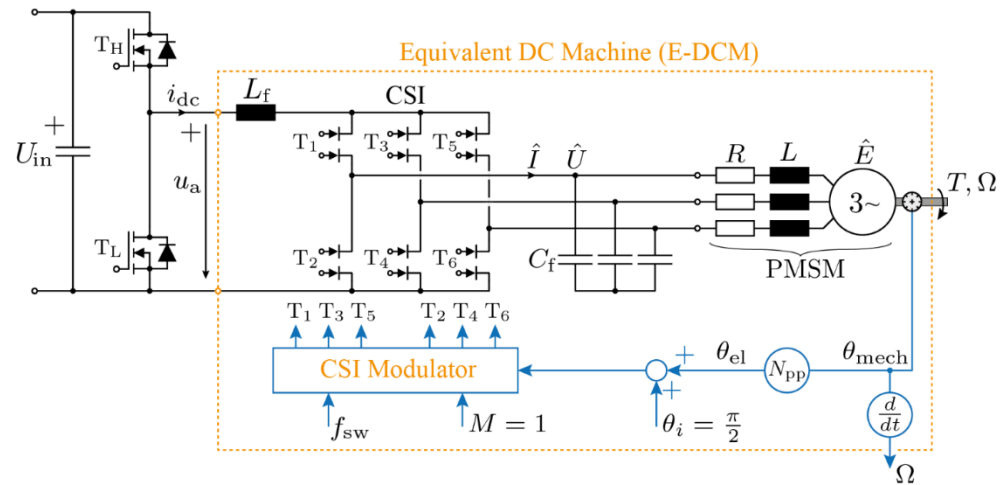 Equivalent DC Machine (E-DCM)
T_H
i_dc
L_f
CSI
+
U_in
+
u_a
T_1
T_3
T_5
Î
Û
R
L
Ê
3~
T, Ω
T_L
T_2
T_4
T_6
C_f
PMSM
T_1 T_3 T_5 T_2 T_4 T_6
CSI Modulator
+
+
θ_el
N_pp
θ_mech
f_sw
M = 1
θ_i = π/2
d/dt
Ω